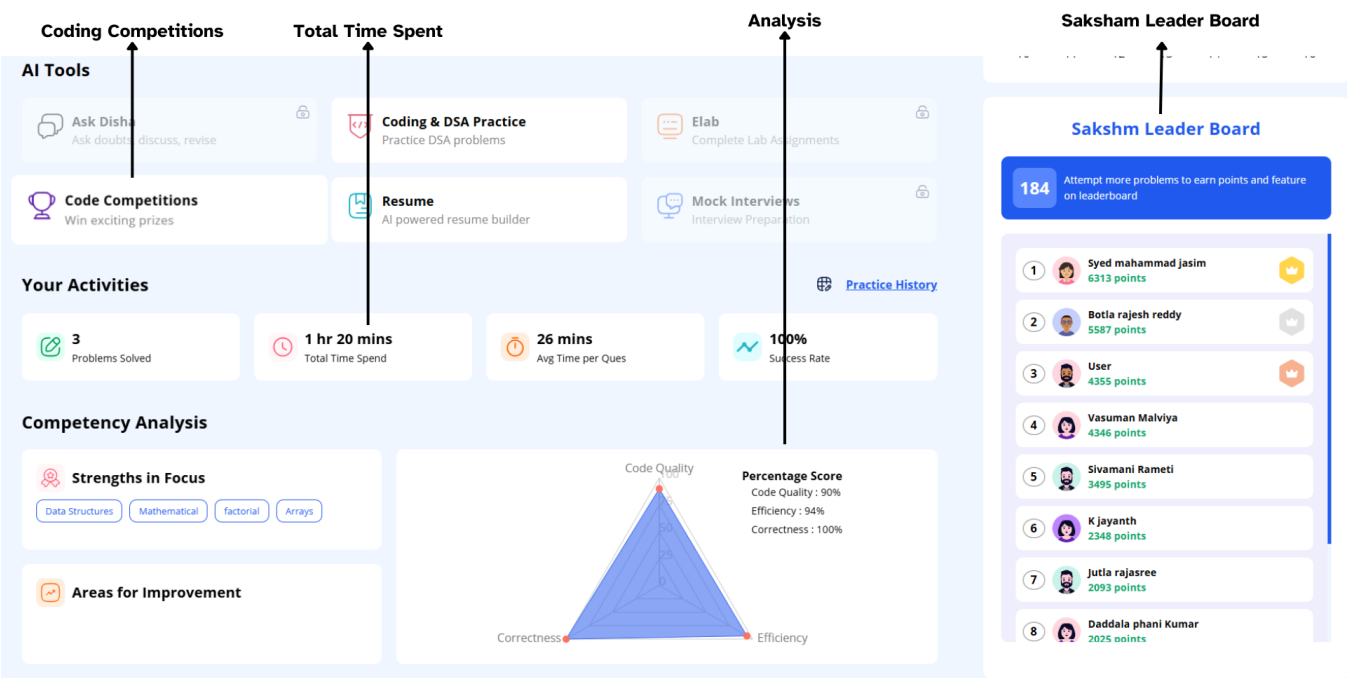 Coding Competitions
Total Time Spent
Analysis
Saksham Leader Board
AI Tools
Ask Disha
Ask doubts, discuss, revise
Coding & DSA Practice
Practice DSA problems
Elab
Complete Lab Assignments
Code Competitions
Win exciting prizes
Resume
AI powered resume builder
Mock Interviews
Interview Preparation
Your Activities
Practice History
3
Problems Solved
1 hr 20 mins
Total Time Spend
26 mins
Avg Time per Ques
100%
Success Rate
Competency Analysis
Strengths in Focus
Data Structures
Mathematical
factorial
Arrays
Areas for Improvement
Code Quality
100
75
50
25
0
Correctness
Efficiency
Percentage Score
Code Quality : 90%
Efficiency : 94%
Correctness : 100%
Sakshm Leader Board
184
Attempt more problems to earn points and feature
on leaderboard
1
Syed mahammad jasim
6313 points
2
Botla rajesh reddy
5587 points
3
User
4355 points
4
Vasuman Malviya
4346 points
5
Sivamani Rameti
3495 points
6
K jayanth
2348 points
7
Jutla rajasree
2093 points
8
Daddala phani Kumar
2025 points